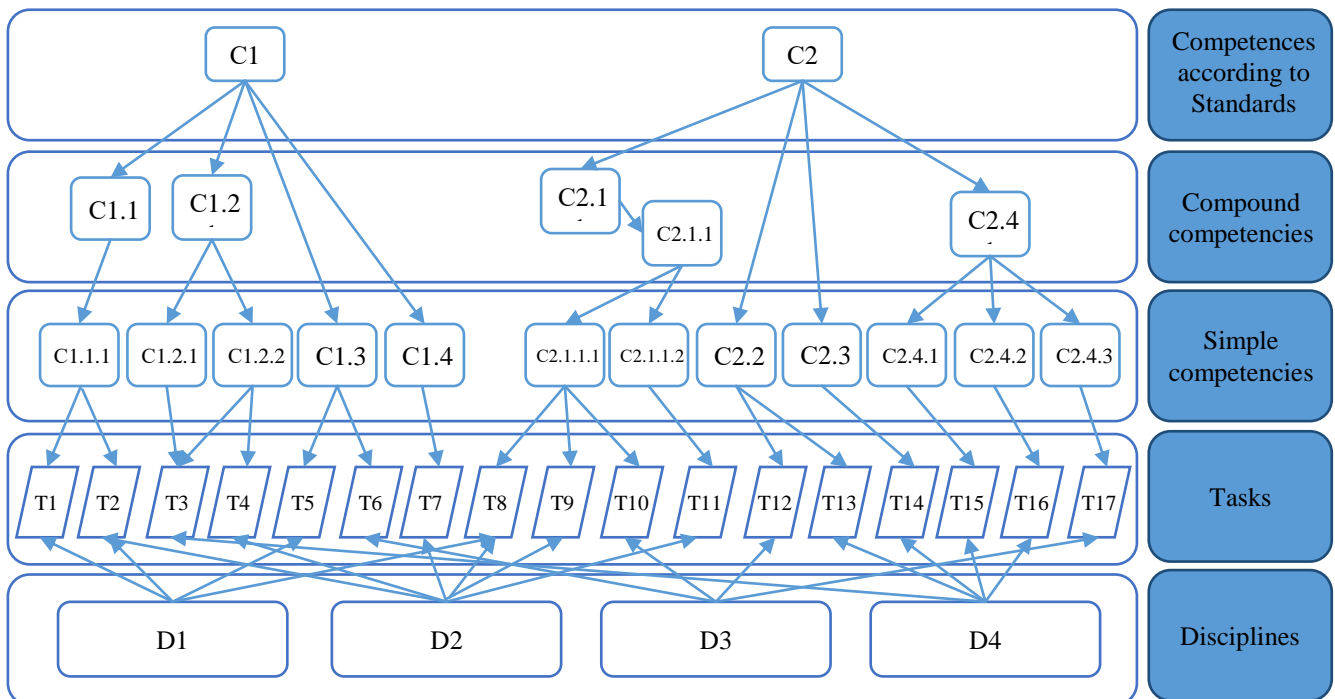 C1
C2
Competences
according to
Standards
C1.1
C1.2
C2.1
C2.1.1
C2.4
Compound
competencies
C1.1.1
C1.2.1
C1.2.2
C1.3
C1.4
C2.1.1.1
C2.1.1.2
C2.2
C2.3
C2.4.1
C2.4.2
C2.4.3
Simple
competencies
T1
T2
T3
T4
T5
T6
T7
T8
T9
T10
T11
T12
T13
T14
T15
T16
T17
Tasks
D1
D2
D3
D4
Disciplines